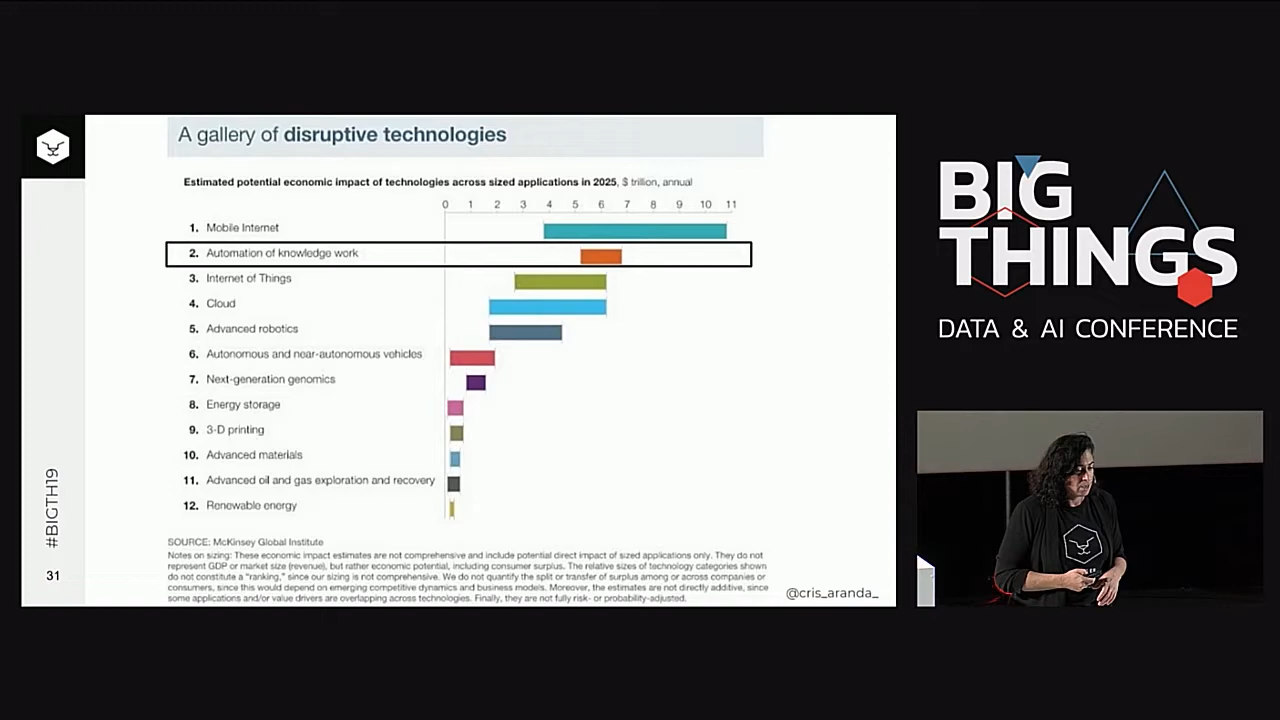 A gallery of disruptive technologies
Estimated potential economic impact of technologies across sized applications in 2025, $ trillion, annual
0 1 2 3 4 5 6 7 8 9 10 11
1. Mobile Internet
2. Automation of knowledge work
3. Internet of Things
4. Cloud
5. Advanced robotics
6. Autonomous and near-autonomous vehicles
7. Next-generation genomics
8. Energy storage
9. 3-D printing
10. Advanced materials
11. Advanced oil and gas exploration and recovery
12. Renewable energy
SOURCE: McKinsey Global Institute
Notes on sizing: These economic impact estimates are not comprehensive and include potential direct impact of sized applications only. They do not
represent GDP or market size (revenue), but rather economic potential, including consumer surplus. The relative sizes of technology categories shown
do not constitute a "ranking," since our sizing is not comprehensive. We do not quantify the split or transfer of surplus among or across companies or
consumers, since this would depend on emerging competitive dynamics and business models. Moreover, the estimates are not directly additive, since
some applications and/or value drivers are overlapping across technologies. Finally, they are not fully risk- or probability-adjusted.
@cris_aranda_
#BIGTH19
31
BIG
THINGS
DATA & AI CONFERENCE